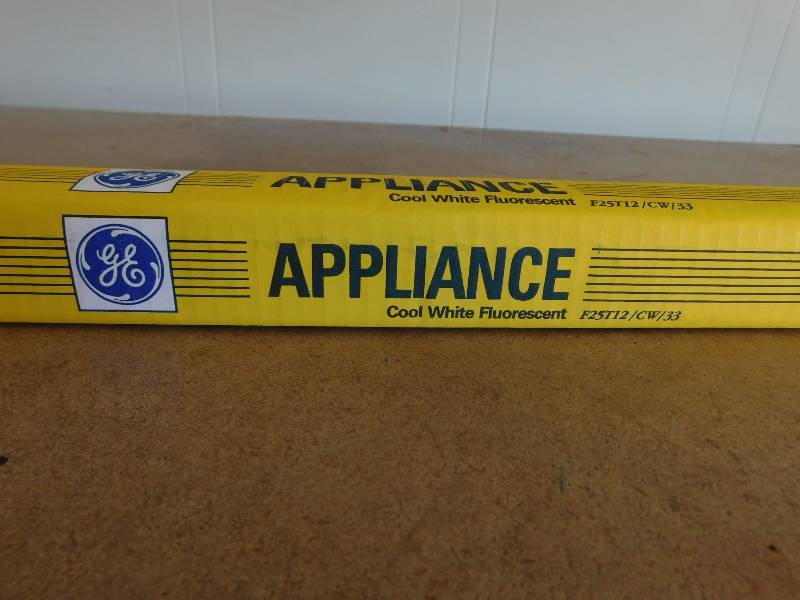 GE
APPLIANCE
Cool White Fluorescent F25T12/CW/33
GE
APPLIANCE
Cool White Fluorescent F25T12/CW/33